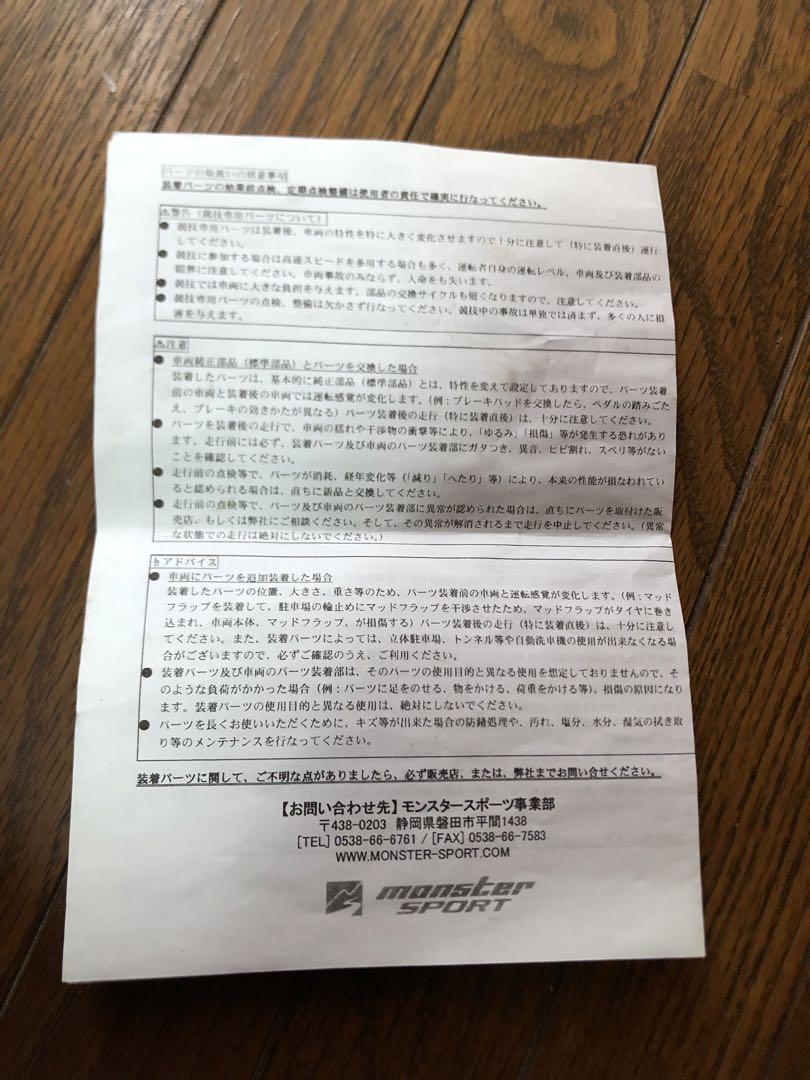 パーツの取扱いの留意事項
装着パーツの始業前点検、定期点検整備は使用者の責任で確実に行なってください。
⚠警告（競技専用パーツについて）
● 競技専用パーツは装着後、車両の特性を特に大きく変化させますので十分に注意して（特に装着直後）運行
してください。
● 競技に参加する場合は高速スピードを多用する場合も多く、運転者自身の運転レベル、車両及び装着部品の
限界に注意してください。車両事故のみならず、人命をも失います。
● 競技では車両に大きな負担を与えます。部品の交換サイクルも短くなりますので、注意してください。
● 競技専用パーツの点検、整備は欠かさず行なってください。競技中の事故は単独では済まず、多くの人に損
害を与えます。
⚠注意
● 車両純正部品（標準部品）とパーツを交換した場合
装着したパーツは、基本的に純正部品（標準部品）とは、特性を変えて設定してありますので、パーツ装着
前の車両と装着後の車両では運転感覚が変化します。（例：ブレーキパッドを交換したら、ペダルの踏みごた
え、ブレーキの効きかたが異なる）パーツ装着後の走行（特に装着直後）は、十分に注意してください。
● パーツを装着後の走行で、車両の揺れや干渉物の衝撃等により、「ゆるみ」「損傷」等が発生する恐れがあり
ます。走行前には必ず、装着パーツ及び車両のパーツ装着部にガタつき、異音、ヒビ割れ、スベリ等がない
ことを確認してください。
● 走行前の点検等で、パーツが消耗、経年変化等（「減り」「へたり」等）により、本来の性能が損なわれてい
ると認められる場合は、直ちに新品と交換してください。
● 走行前の点検等で、パーツ及び車両のパーツ装着部に異常が認められた場合は、直ちにパーツを取付けた販
売店、もしくは弊社にご相談ください。そして、その異常が解消されるまで走行を中止してください。（異常
な状態での走行は絶対にしないでください。）
アドバイス
● 車両にパーツを追加装着した場合
装着したパーツの位置、大きさ、重さ等のため、パーツ装着前の車両と運転感覚が変化します。（例：マッド
フラップを装着して、駐車場の輪止めにマッドフラップを干渉させたため、マッドフラップがタイヤに巻き
込まれ、車両本体、マッドフラップ、が損傷する）パーツ装着後の走行（特に装着直後）は、十分に注意し
てください。また、装着パーツによっては、立体駐車場、トンネル等や自動洗車機の使用が出来なくなる場
合がございますので、必ずご確認のうえ、ご利用ください。
● 装着パーツ及び車両のパーツ装着部は、そのパーツの使用目的と異なる使用を想定しておりませんので、そ
のような負荷がかかった場合（例：パーツに足をのせる、物をかける、荷重をかける等）、損傷の原因になり
ます。装着パーツの使用目的と異なる使用は、絶対にしないでください。
● パーツを長くお使いいただくために、キズ等が出来た場合の防錆処理や、汚れ、塩分、水分、湿気の拭き取
り等のメンテナンスを行なってください。
装着パーツに関して、ご不明な点がありましたら、必ず販売店、または、弊社までお問い合せください。
【お問い合わせ先】モンスタースポーツ事業部
〒438-0203 静岡県磐田市平間1438
[TEL] 0538-66-6761 / [FAX] 0538-66-7583
WWW.MONSTER-SPORT.COM
monster
SPORT